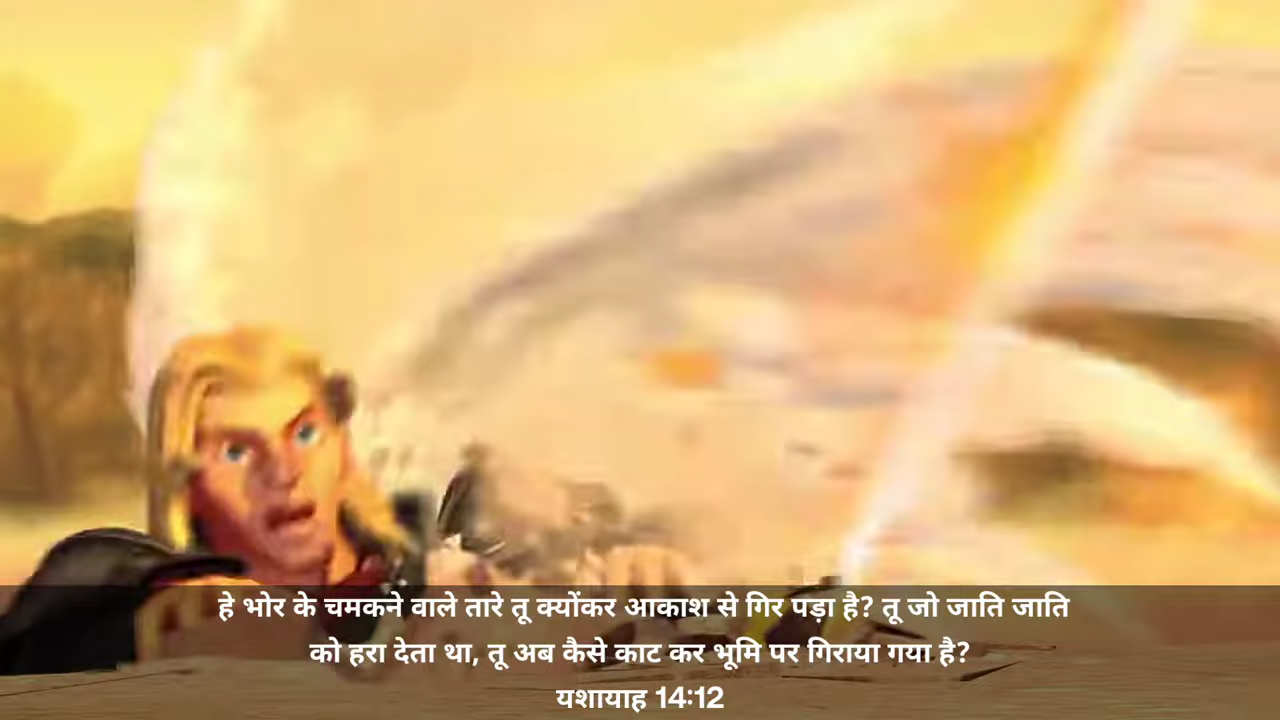 हे भोर के चमकने वाले तारे तू क्योंकर आकाश से गिर पड़ा है? तू जो जाति जाति
को हरा देता था, तू अब कैसे काट कर भूमि पर गिराया गया है?
यशायाह 14:12